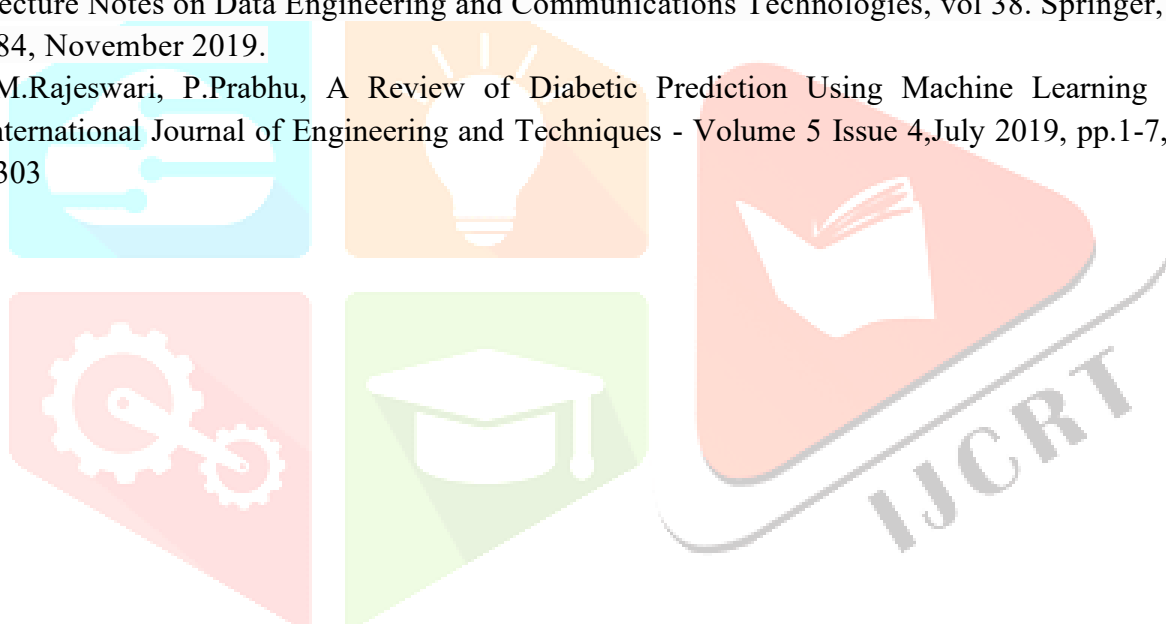 ecture Notes on Data Engineering and Communications Technologies, vol 38. Springer,
84, November 2019.
M.Rajeswari, P.Prabhu, A Review of Diabetic Prediction Using Machine Learning
nternational Journal of Engineering and Techniques - Volume 5 Issue 4,July 2019, pp.1-7,
303
IJCRT